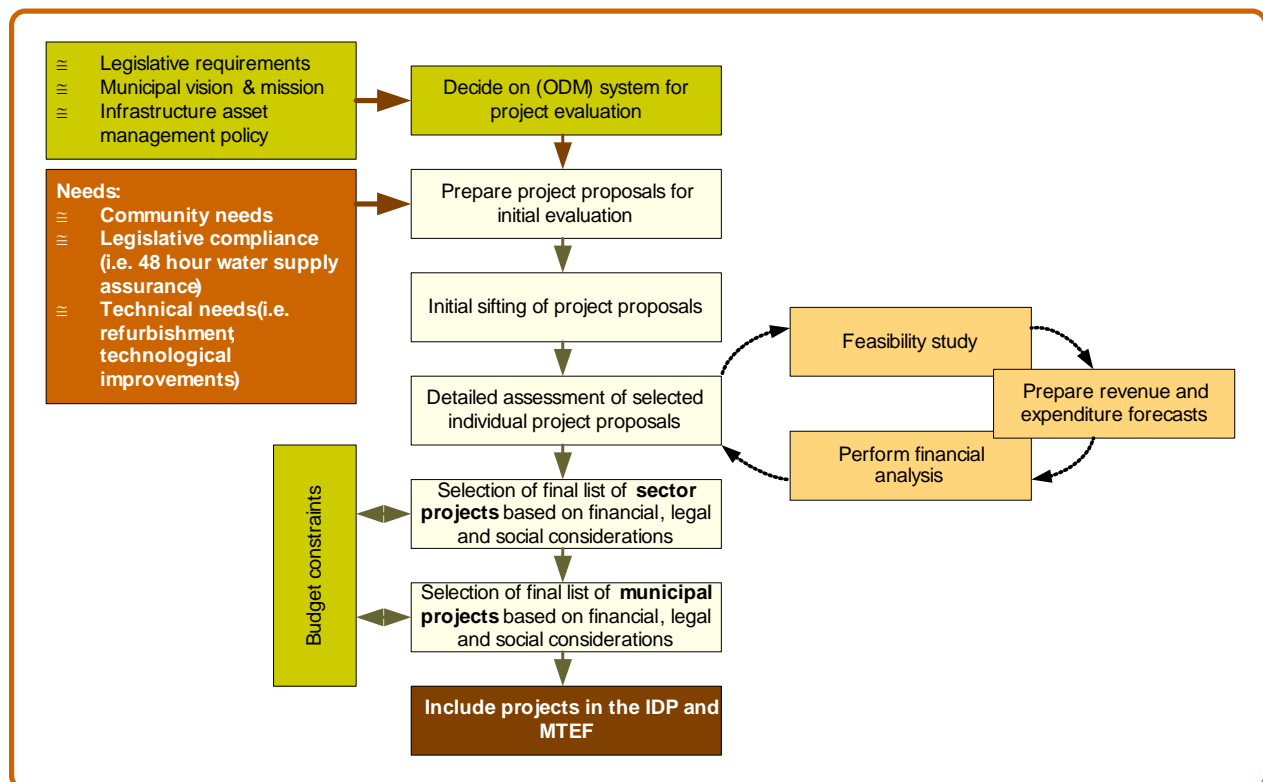 ≅ Legislative requirements
≅ Municipal vision & mission
≅ Infrastructure asset
management policy
Decide on (ODM) system for
project evaluation
Needs:
≅ Community needs
≅ Legislative compliance
(i.e. 48 hour water supply
assurance)
≅ Technical needs(i.e.
refurbishment,
technological
improvements)
Prepare project proposals for
initial evaluation
Initial sifting of project proposals
Detailed assessment of selected
individual project proposals
Feasibility study
Prepare revenue and
expenditure forecasts
Perform financial
analysis
Budget constraints
Selection of final list of sector
projects based on financial, legal
and social considerations
Selection of final list of municipal
projects based on financial, legal
and social considerations
Include projects in the IDP and
MTEF